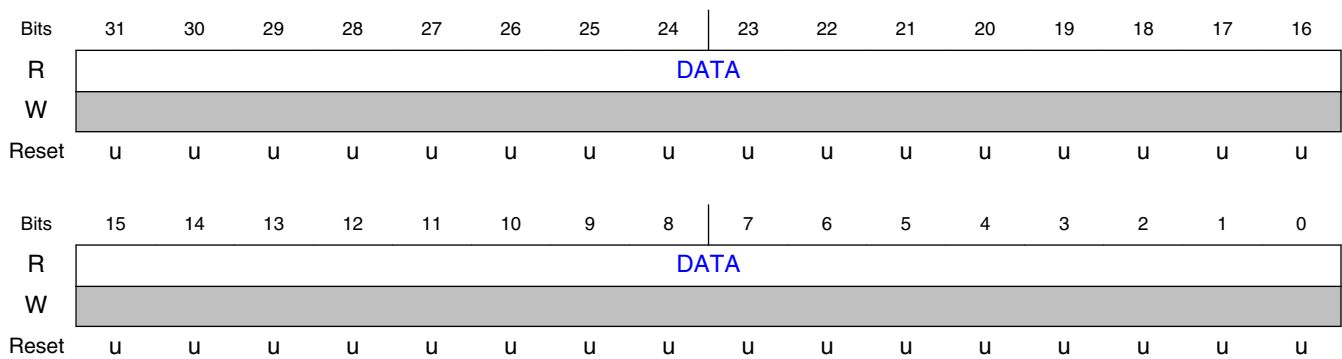 Bits 31 30 29 28 27 26 25 24 23 22 21 20 19 18 17 16
R DATA
W
Reset u u u u u u u u u u u u u u u u
Bits 15 14 13 12 11 10 9 8 7 6 5 4 3 2 1 0
R DATA
W
Reset u u u u u u u u u u u u u u u u